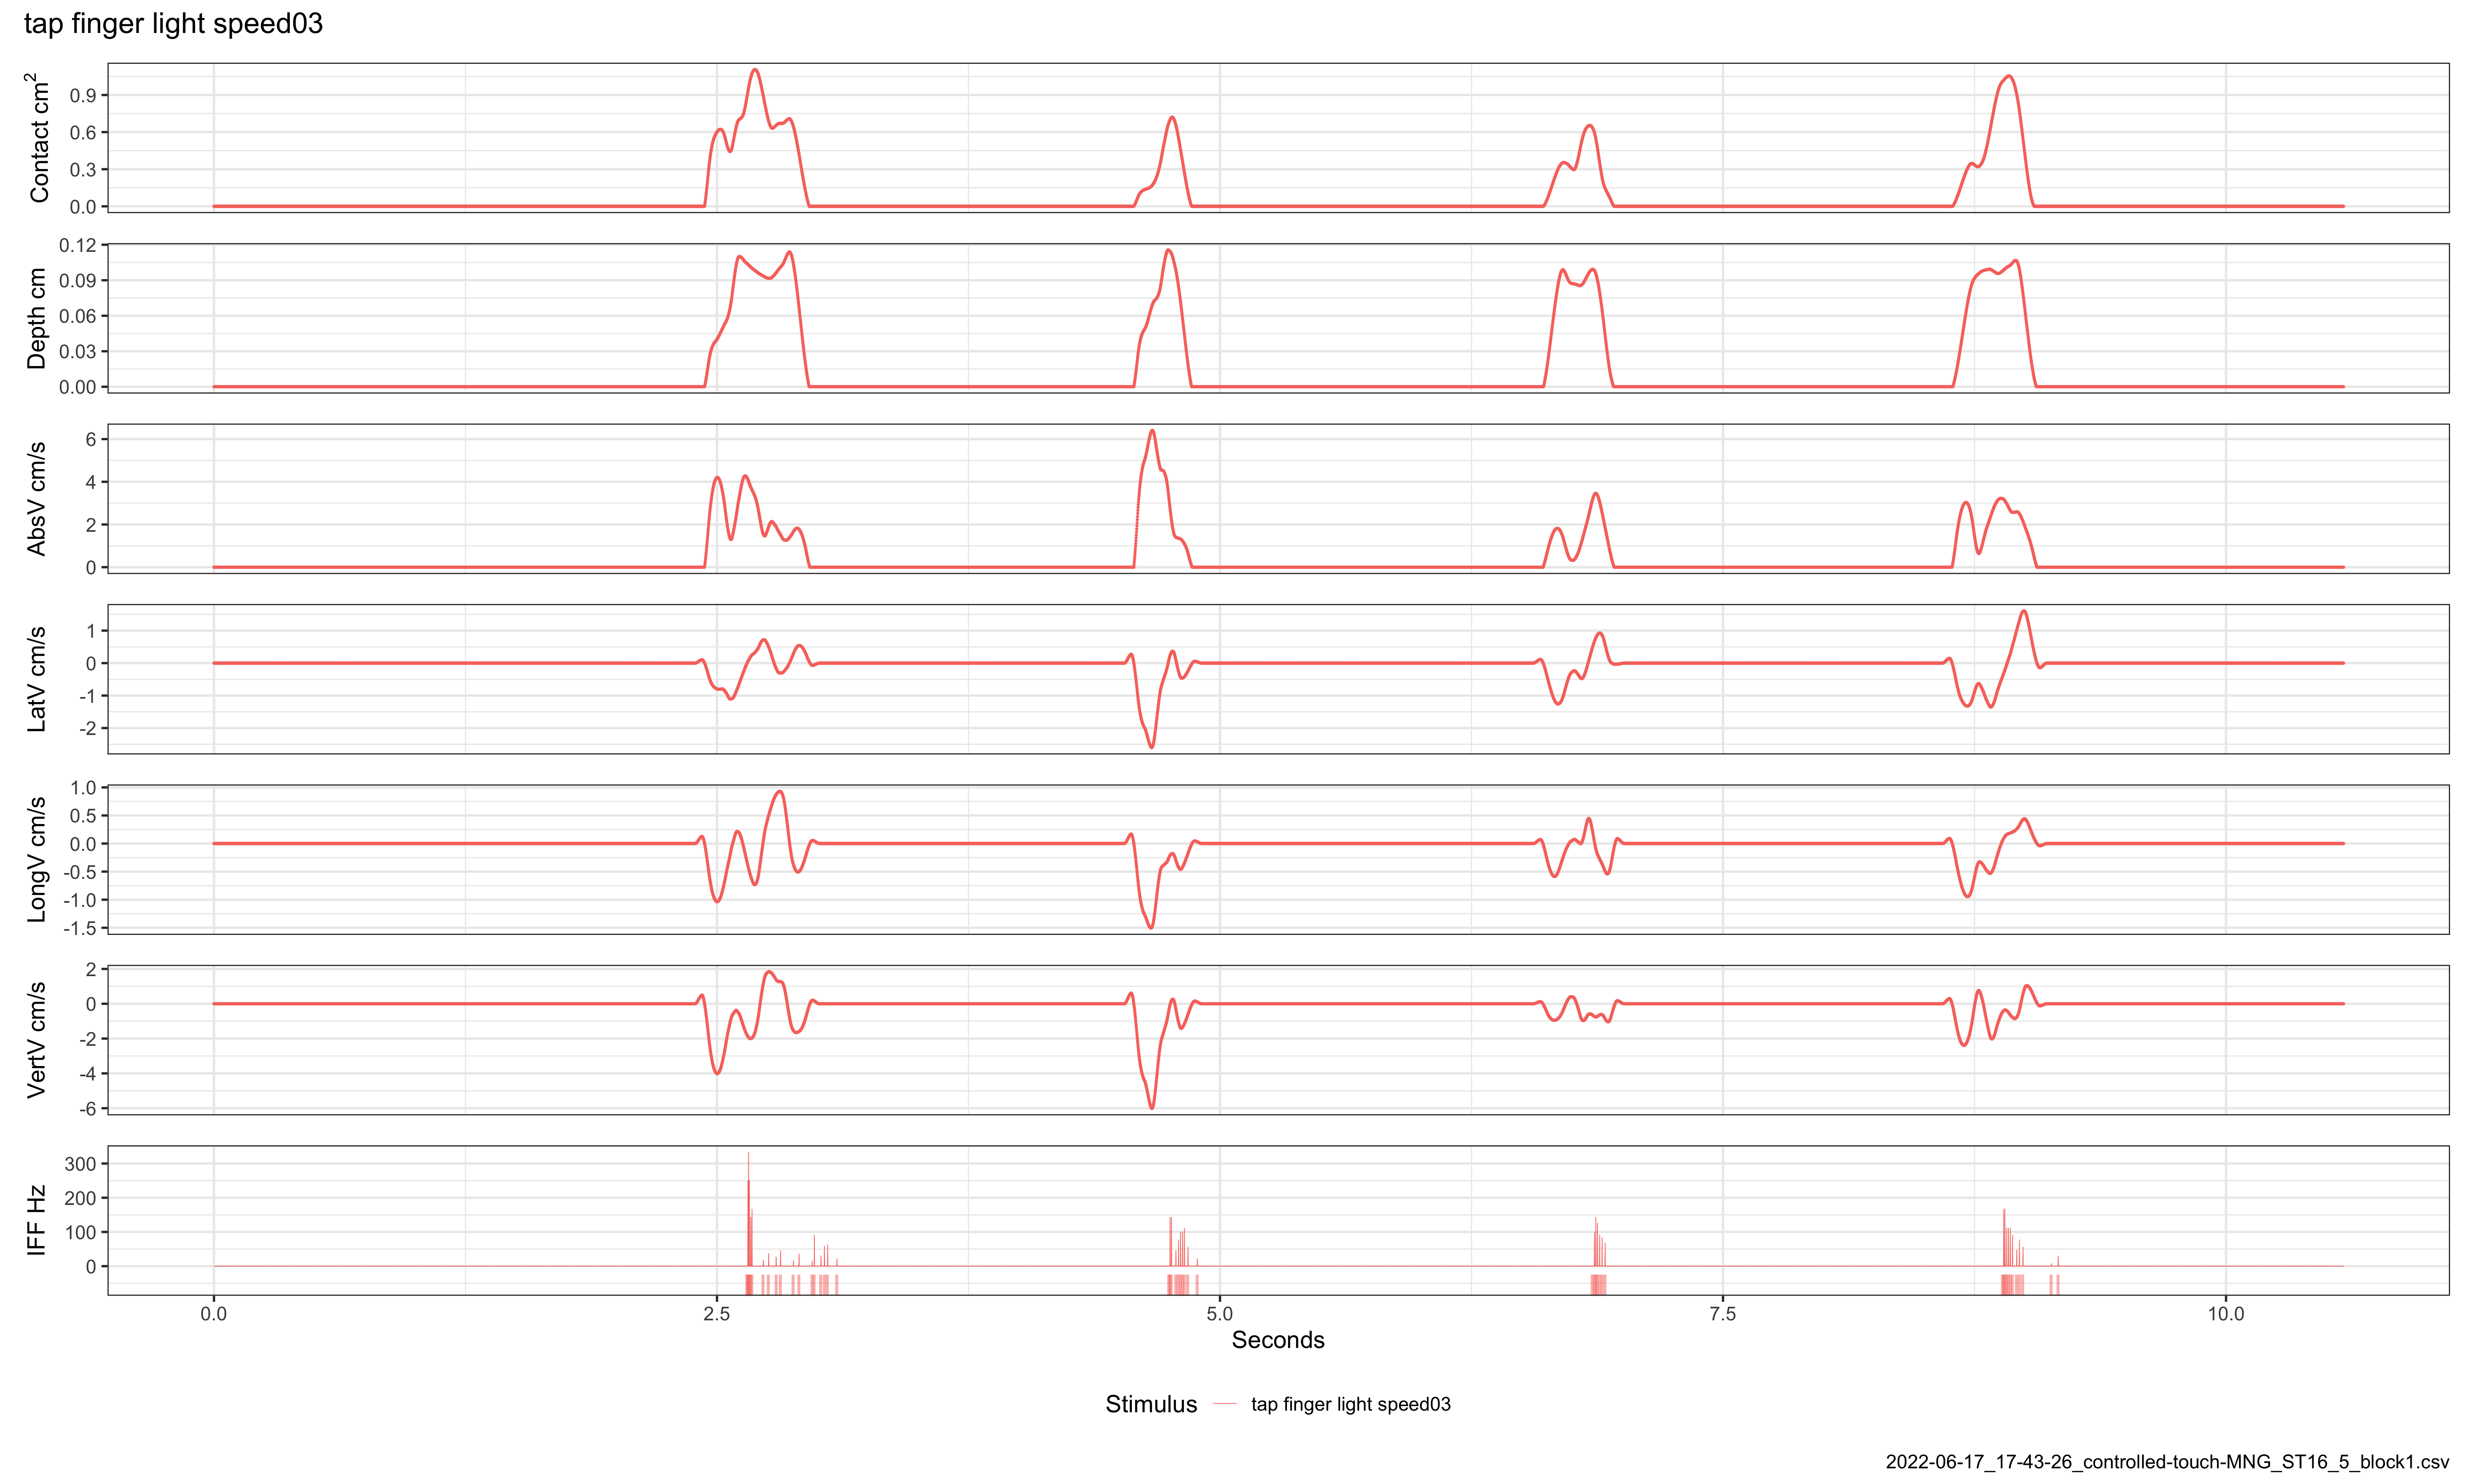 tap finger light speed03
Contact cm²
0.9
0.6
0.3
0.0
Depth cm
0.12
0.09
0.06
0.03
0.00
AbsV cm/s
6
4
2
0
LatV cm/s
1
0
-1
-2
LongV cm/s
1.0
0.5
0.0
-0.5
-1.0
-1.5
VertV cm/s
2
0
-2
-4
-6
IFF Hz
300
200
100
0
0.0 2.5 5.0 7.5 10.0
Seconds
Stimulus tap finger light speed03
2022-06-17_17-43-26_controlled-touch-MNG_ST16_5_block1.csv